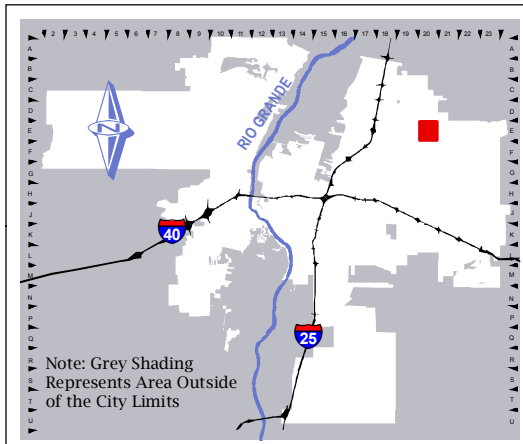 2 3 4 5 6 7 8 9 10 11 12 13 14 15 16 17 18 19 20 21 22 23
A A
B B
C C
D D
N
RIO GRANDE
E E
F F
G G
H H
J J
40
K K
L L
M M
N N
P P
Q Q
25
R R
Note: Grey Shading
S S
Represents Area Outside
T T
of the City Limits
U U